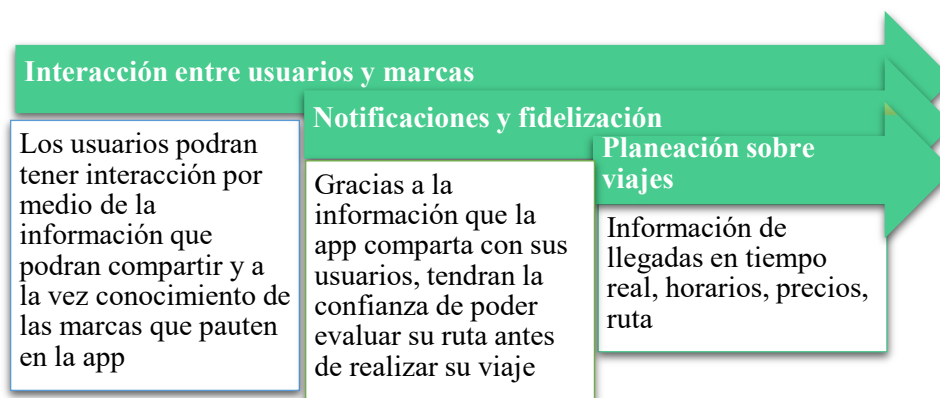 Interacción entre usuarios y marcas
Los usuarios podran
tener interacción por
medio de la
información que
podran compartir y a
la vez conocimiento de
las marcas que pauten
en la app
Notificaciones y fidelización
Gracias a la
información que la
app comparta con sus
usuarios, tendran la
confianza de poder
evaluar su ruta antes
de realizar su viaje
Planeación sobre
viajes
Información de
llegadas en tiempo
real, horarios, precios,
ruta